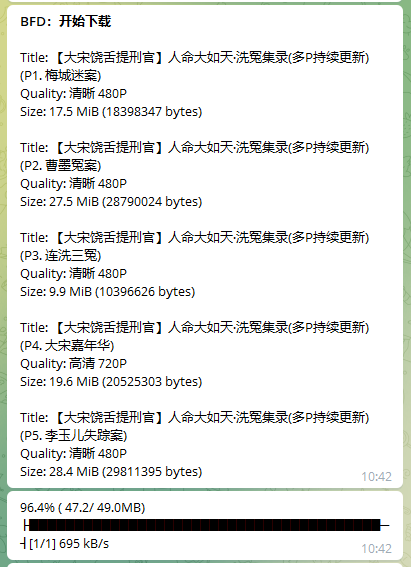 BFD：开始下载
Title: 【大宋饶舌提刑官】人命大如天·洗冤集录(多P持续更新)
(P1. 梅城迷案)
Quality: 清晰 480P
Size: 17.5 MiB (18398347 bytes)
Title: 【大宋饶舌提刑官】人命大如天·洗冤集录(多P持续更新)
(P2. 曹墨冤案)
Quality: 清晰 480P
Size: 27.5 MiB (28790024 bytes)
Title: 【大宋饶舌提刑官】人命大如天·洗冤集录(多P持续更新)
(P3. 连洗三冤)
Quality: 清晰 480P
Size: 9.9 MiB (10396626 bytes)
Title: 【大宋饶舌提刑官】人命大如天·洗冤集录(多P持续更新)
(P4. 大宋嘉年华)
Quality: 高清 720P
Size: 19.6 MiB (20525303 bytes)
Title: 【大宋饶舌提刑官】人命大如天·洗冤集录(多P持续更新)
(P5. 李玉儿失踪案)
Quality: 清晰 480P
Size: 28.4 MiB (29811395 bytes)
10:42
96.4% ( 47.2/ 49.0MB)
├██████████████████████████████─
┤[1/1] 695 kB/s
10:42